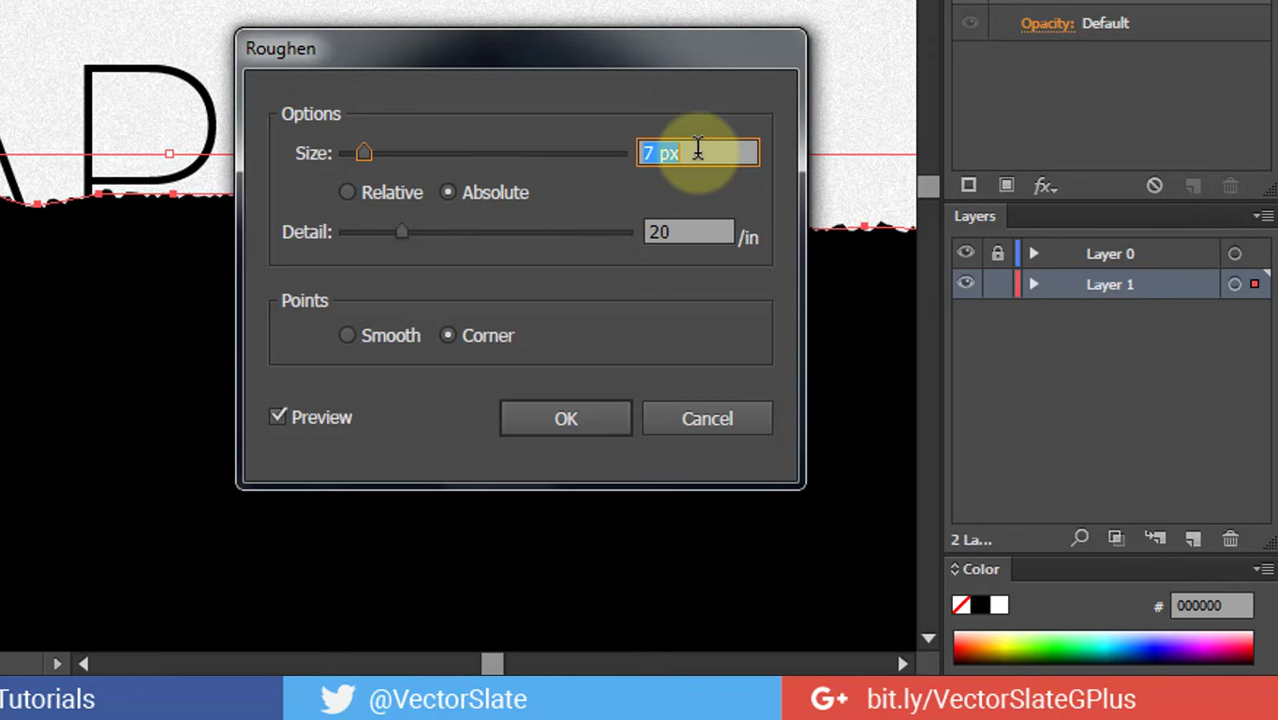 Opacity: Default
Roughen
Options
Size:
7 px
Relative
Absolute
Detail:
20
/in
Points
Smooth
Corner
Preview
OK
Cancel
fx
Layers
Layer 0
Layer 1
2 La...
Color
#
000000
Tutorials
@VectorSlate
G+ bit.ly/VectorSlateGPlus